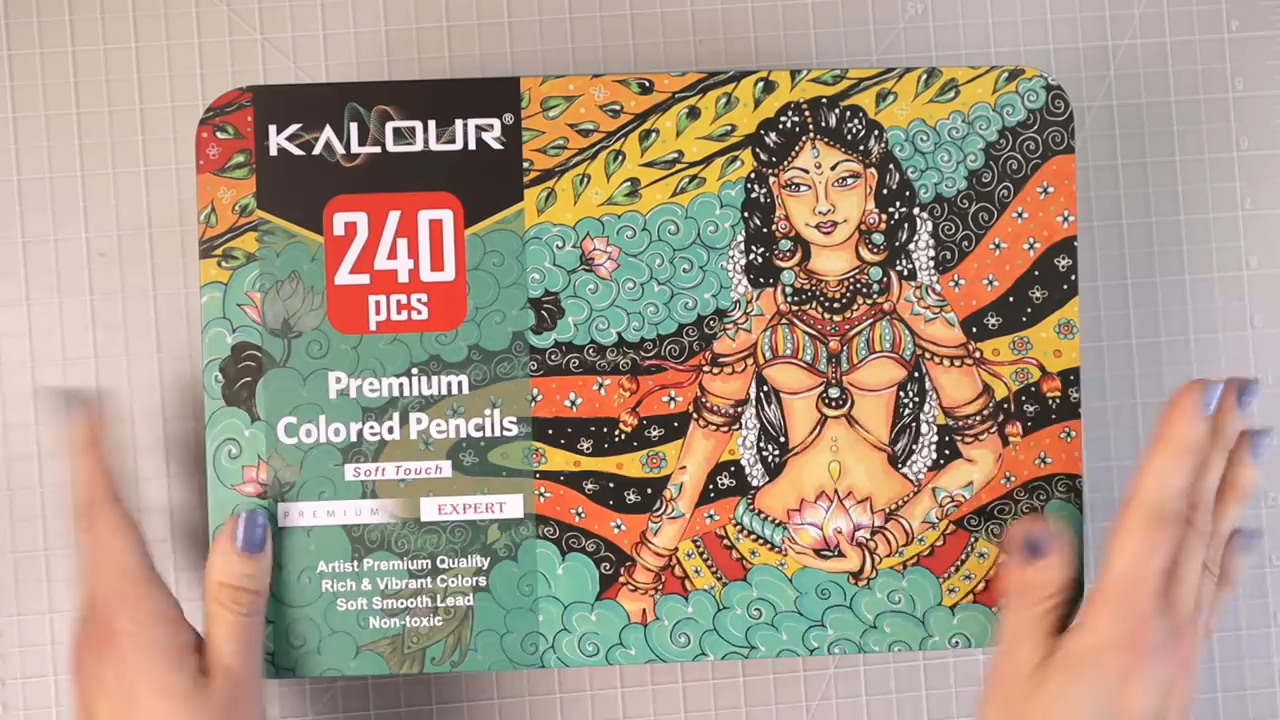 KALOUR®
240
pcs
Premium
Colored Pencils
Soft Touch
PREMIUM EXPERT
Artist Premium Quality
Rich & Vibrant Colors
Soft Smooth Lead
Non-toxic